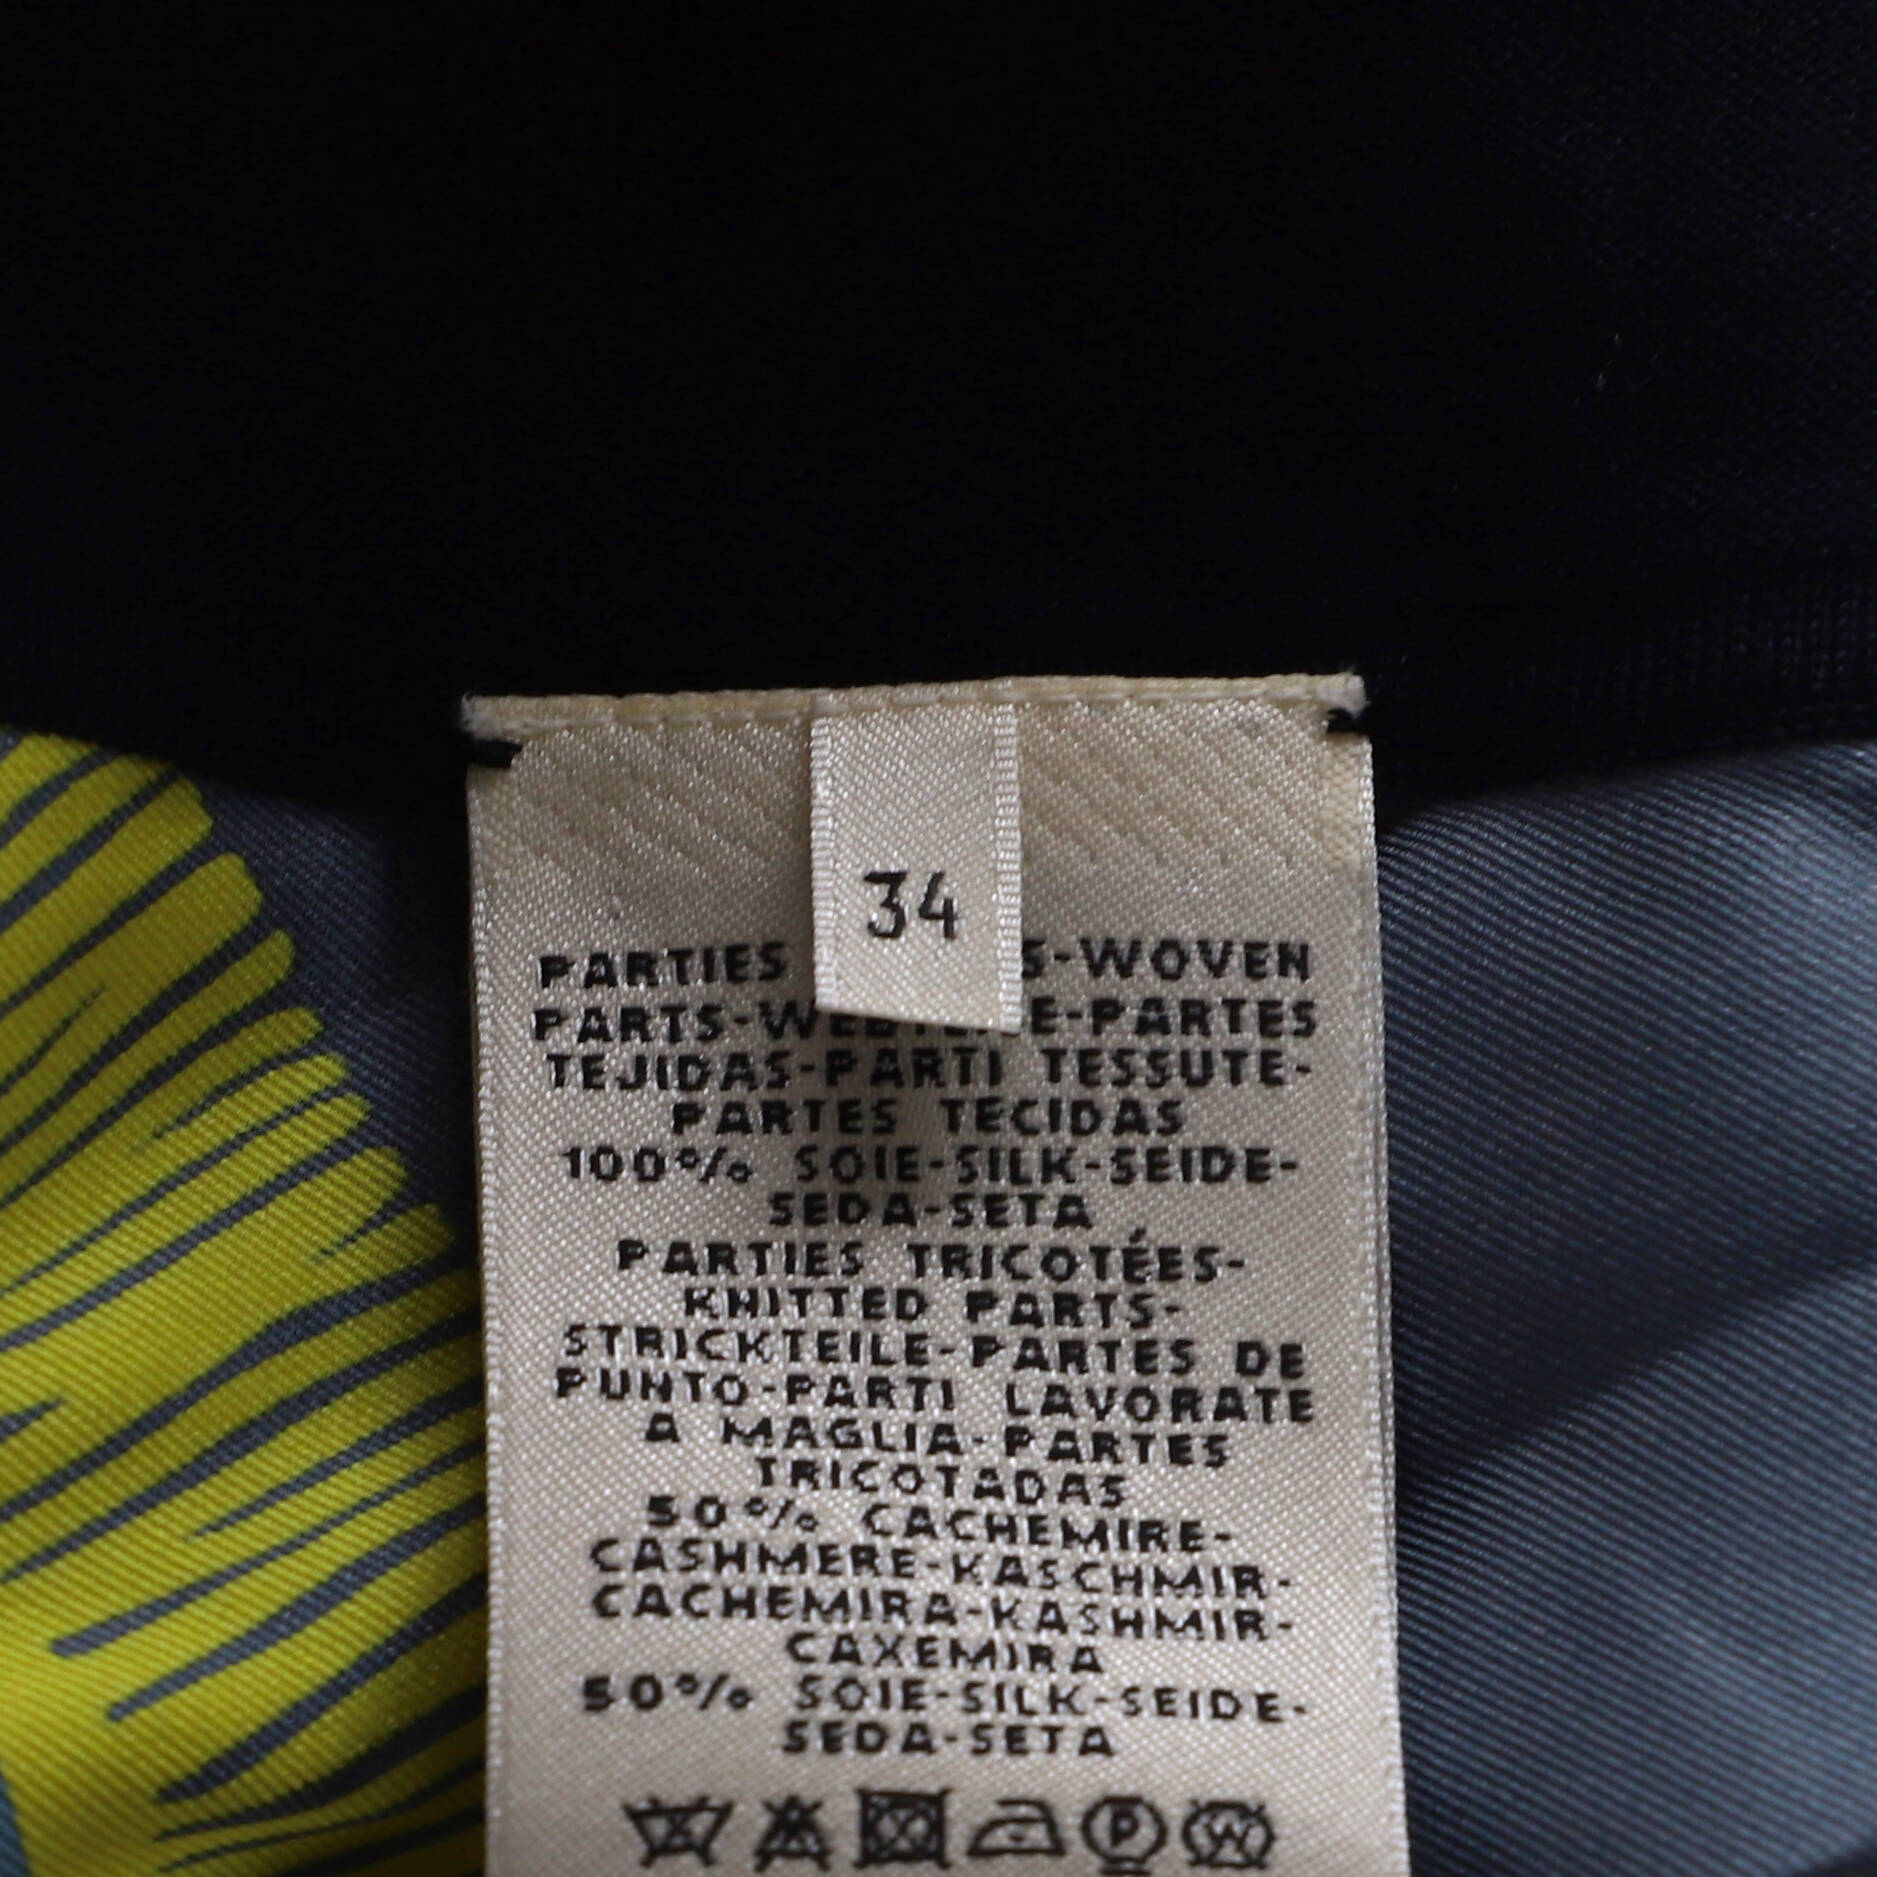 34
PARTIES S-WOVEN
PARTS-WEBTEILE-PARTES
TEJIDAS-PARTI TESSUTE-
PARTES TECIDAS
100% SOIE-SILK-SEIDE-
SEDA-SETA
PARTIES TRICOTÉES-
KNITTED PARTS-
STRICKTEILE-PARTES DE
PUNTO-PARTI LAVORATE
A MAGLIA-PARTES
TRICOTADAS
50% CACHEMIRE-
CASHMERE-KASCHMIR-
CACHEMIRA-KASHMIR-
CAXEMIRA
50% SOIE-SILK-SEIDE-
SEDA-SETA
P W